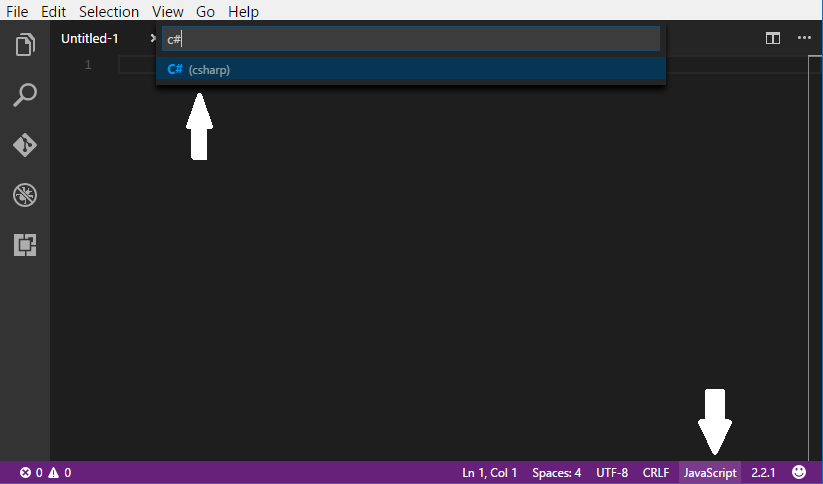 File Edit Selection View Go Help
Untitled-1
c#
C# (csharp)
1
0 0 Ln 1, Col 1 Spaces: 4 UTF-8 CRLF JavaScript 2.2.1